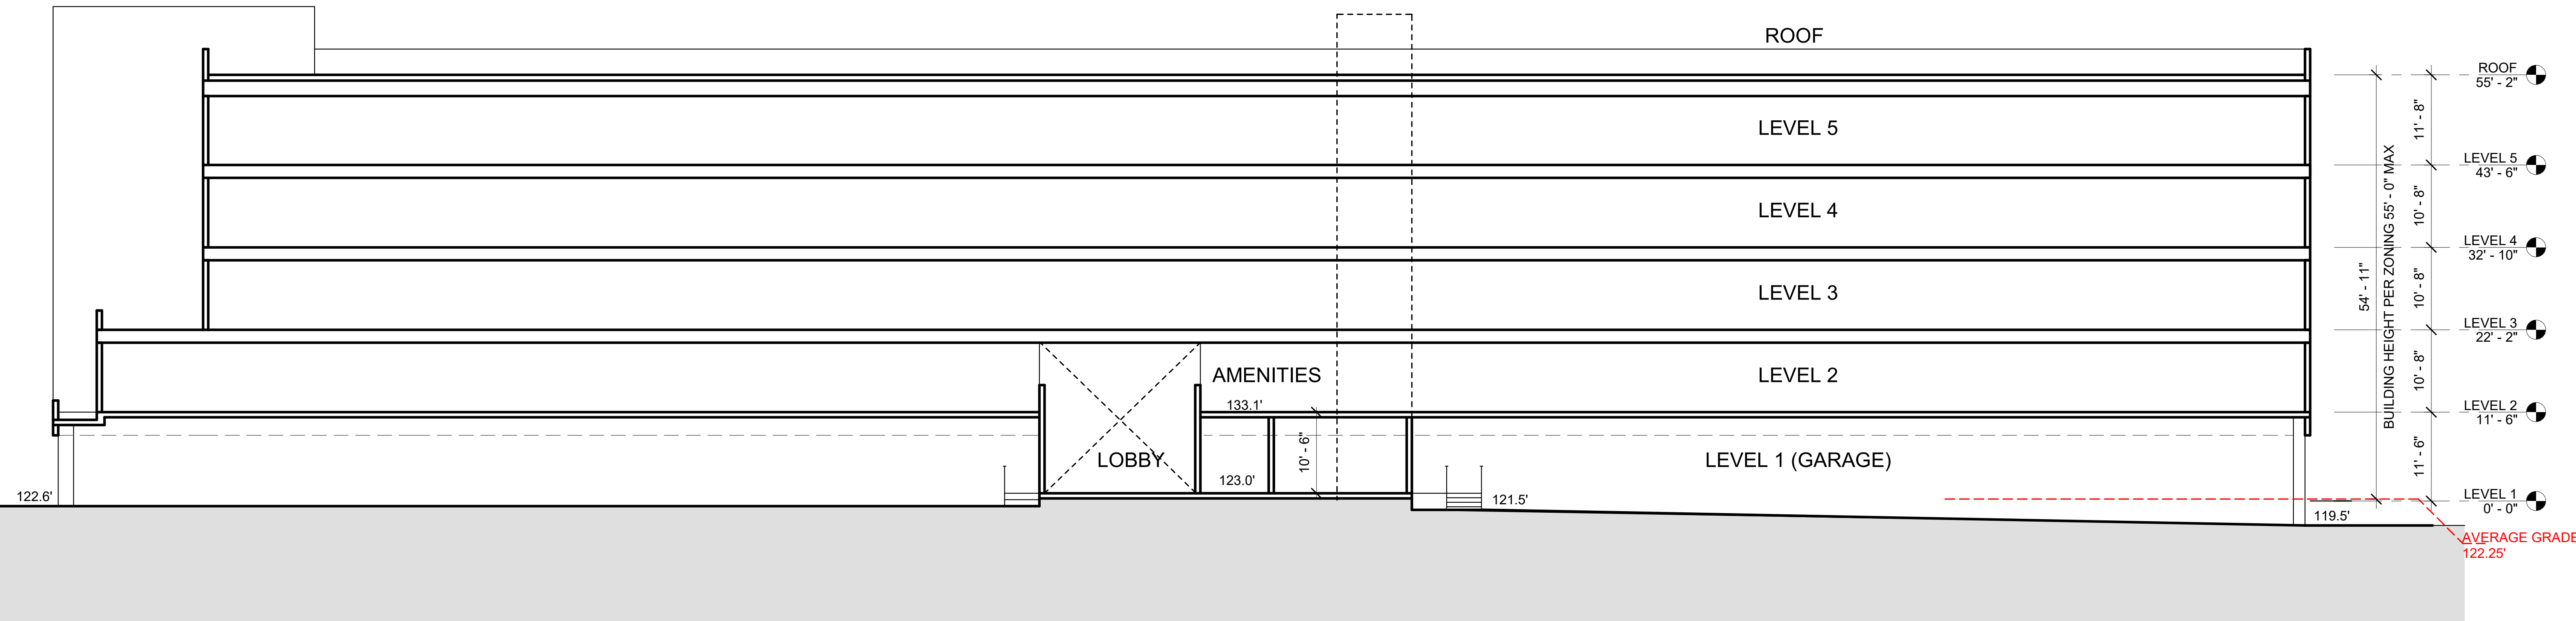 ROOF
ROOF
55' - 2"
11' - 8"
LEVEL 5
LEVEL 5
43' - 6"
10' - 8"
LEVEL 4
LEVEL 4
32' - 10"
10' - 8"
LEVEL 3
54' - 11"
BUILDING HEIGHT PER ZONING 55' - 0" MAX
LEVEL 3
22' - 2"
10' - 8"
AMENITIES
LEVEL 2
133.1'
LEVEL 2
11' - 6"
LOBBY
10' - 6"
LEVEL 1 (GARAGE)
11' - 6"
123.0'
122.6'
121.5'
LEVEL 1
0' - 0"
119.5'
AVERAGE GRADE
122.25'